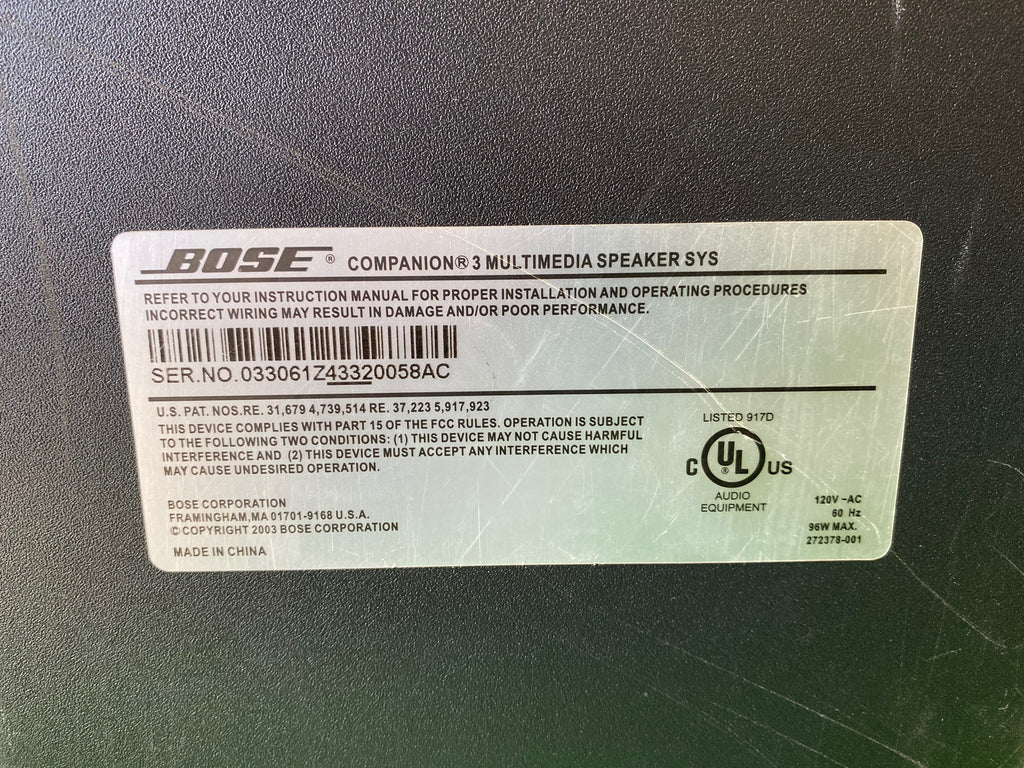 BOSE ® COMPANION® 3 MULTIMEDIA SPEAKER SYS
REFER TO YOUR INSTRUCTION MANUAL FOR PROPER INSTALLATION AND OPERATING PROCEDURES
INCORRECT WIRING MAY RESULT IN DAMAGE AND/OR POOR PERFORMANCE.
SER.NO.033061Z43320058AC
U.S. PAT. NOS.RE. 31,679 4,739,514 RE. 37,223 5,917,923
THIS DEVICE COMPLIES WITH PART 15 OF THE FCC RULES. OPERATION IS SUBJECT
TO THE FOLLOWING TWO CONDITIONS: (1) THIS DEVICE MAY NOT CAUSE HARMFUL
INTERFERENCE AND (2) THIS DEVICE MUST ACCEPT ANY INTERFERENCE WHICH
MAY CAUSE UNDESIRED OPERATION.
BOSE CORPORATION
FRAMINGHAM,MA 01701-9168 U.S.A.
©COPYRIGHT 2003 BOSE CORPORATION
MADE IN CHINA
LISTED 917D
C UL ® US
AUDIO
EQUIPMENT
120V ~AC
60 Hz
96W MAX.
272378-001